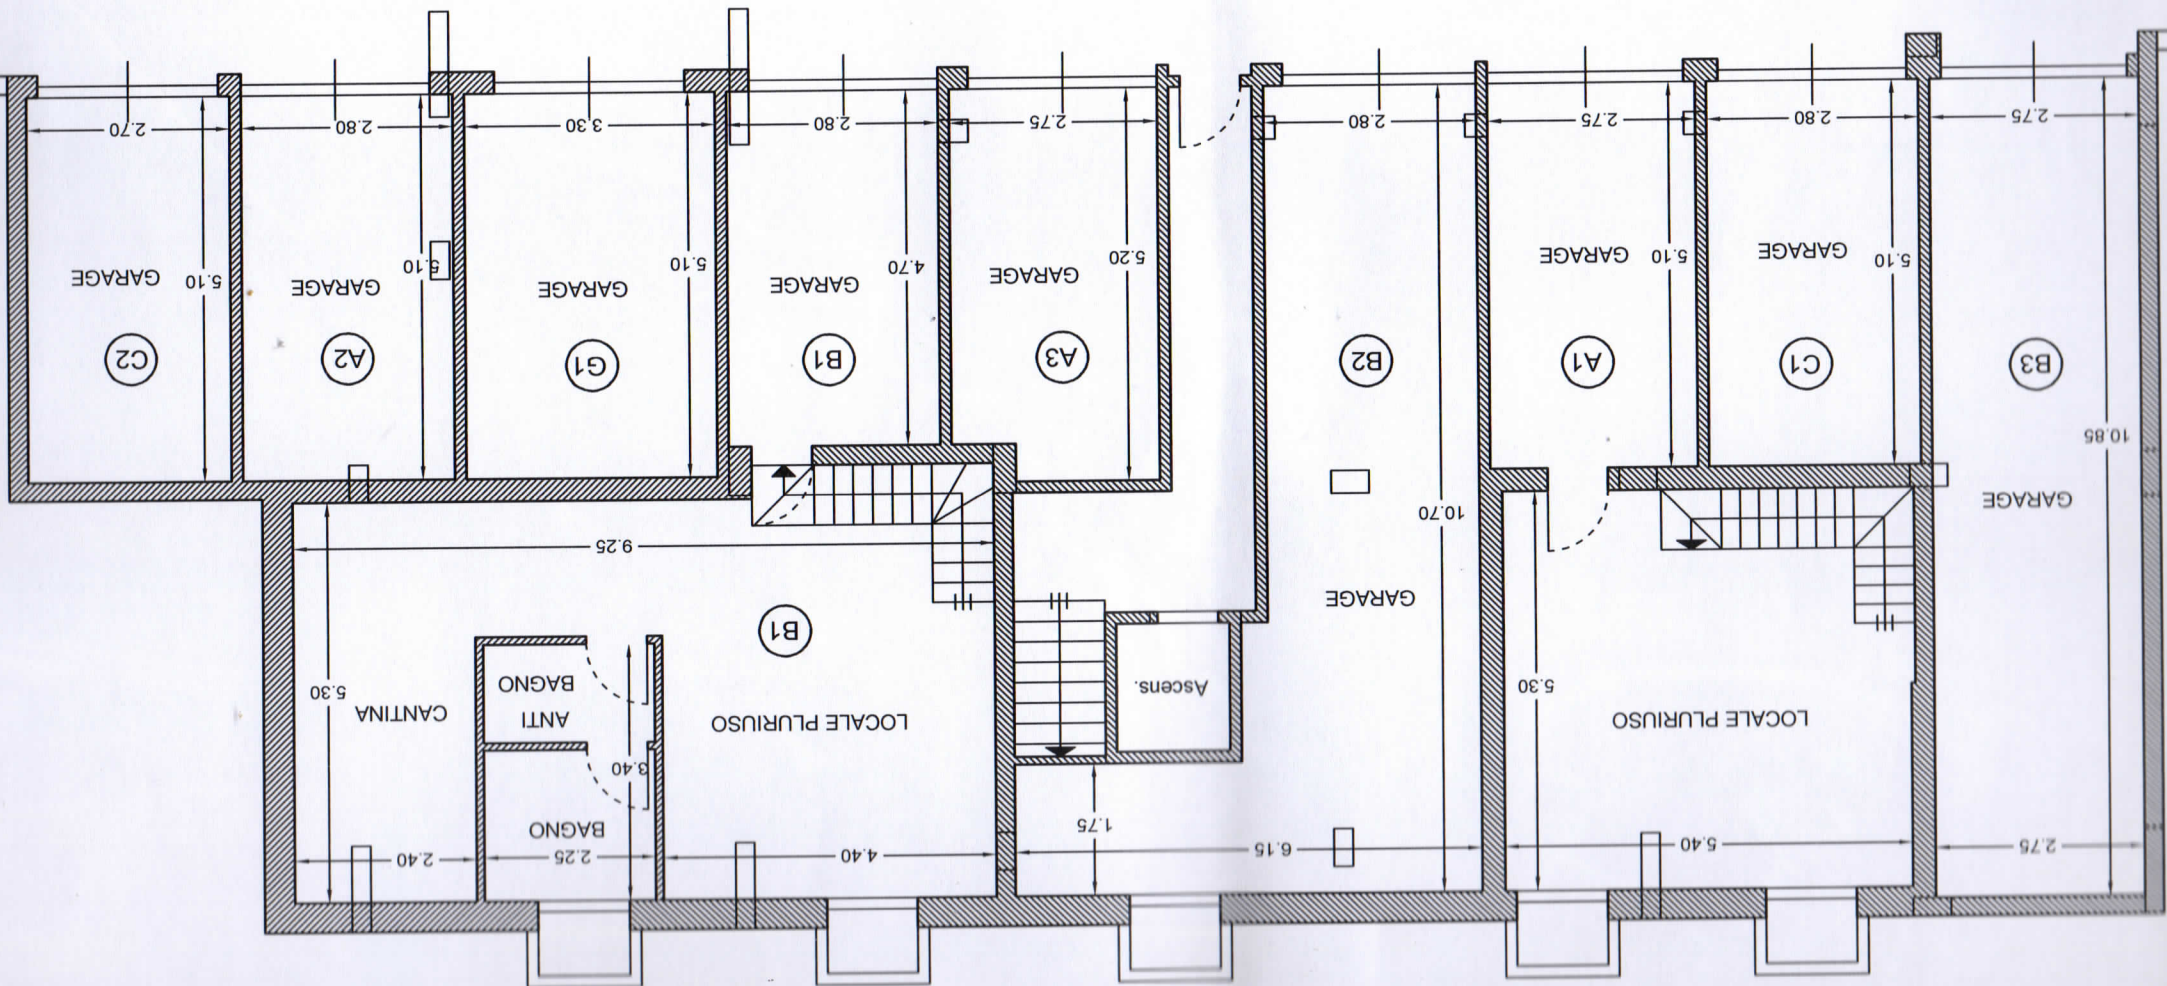 2.75
5.40
6.15
4.40
2.25
2.40
1.75
BAGNO
3.40
LOCALE PLURIUSO
LOCALE PLURIUSO
ANTI
BAGNO
CANTINA
5.30
Ascens.
5.30
B1
GARAGE
9.25
10.70
GARAGE
10.85
B3
C1
A1
B2
A3
B1
G1
A2
C2
GARAGE
GARAGE
GARAGE
GARAGE
GARAGE
GARAGE
GARAGE
5.10
5.10
5.20
4.70
5.10
5.10
5.10
2.75
2.80
2.75
2.80
2.75
2.80
3.30
2.80
2.70